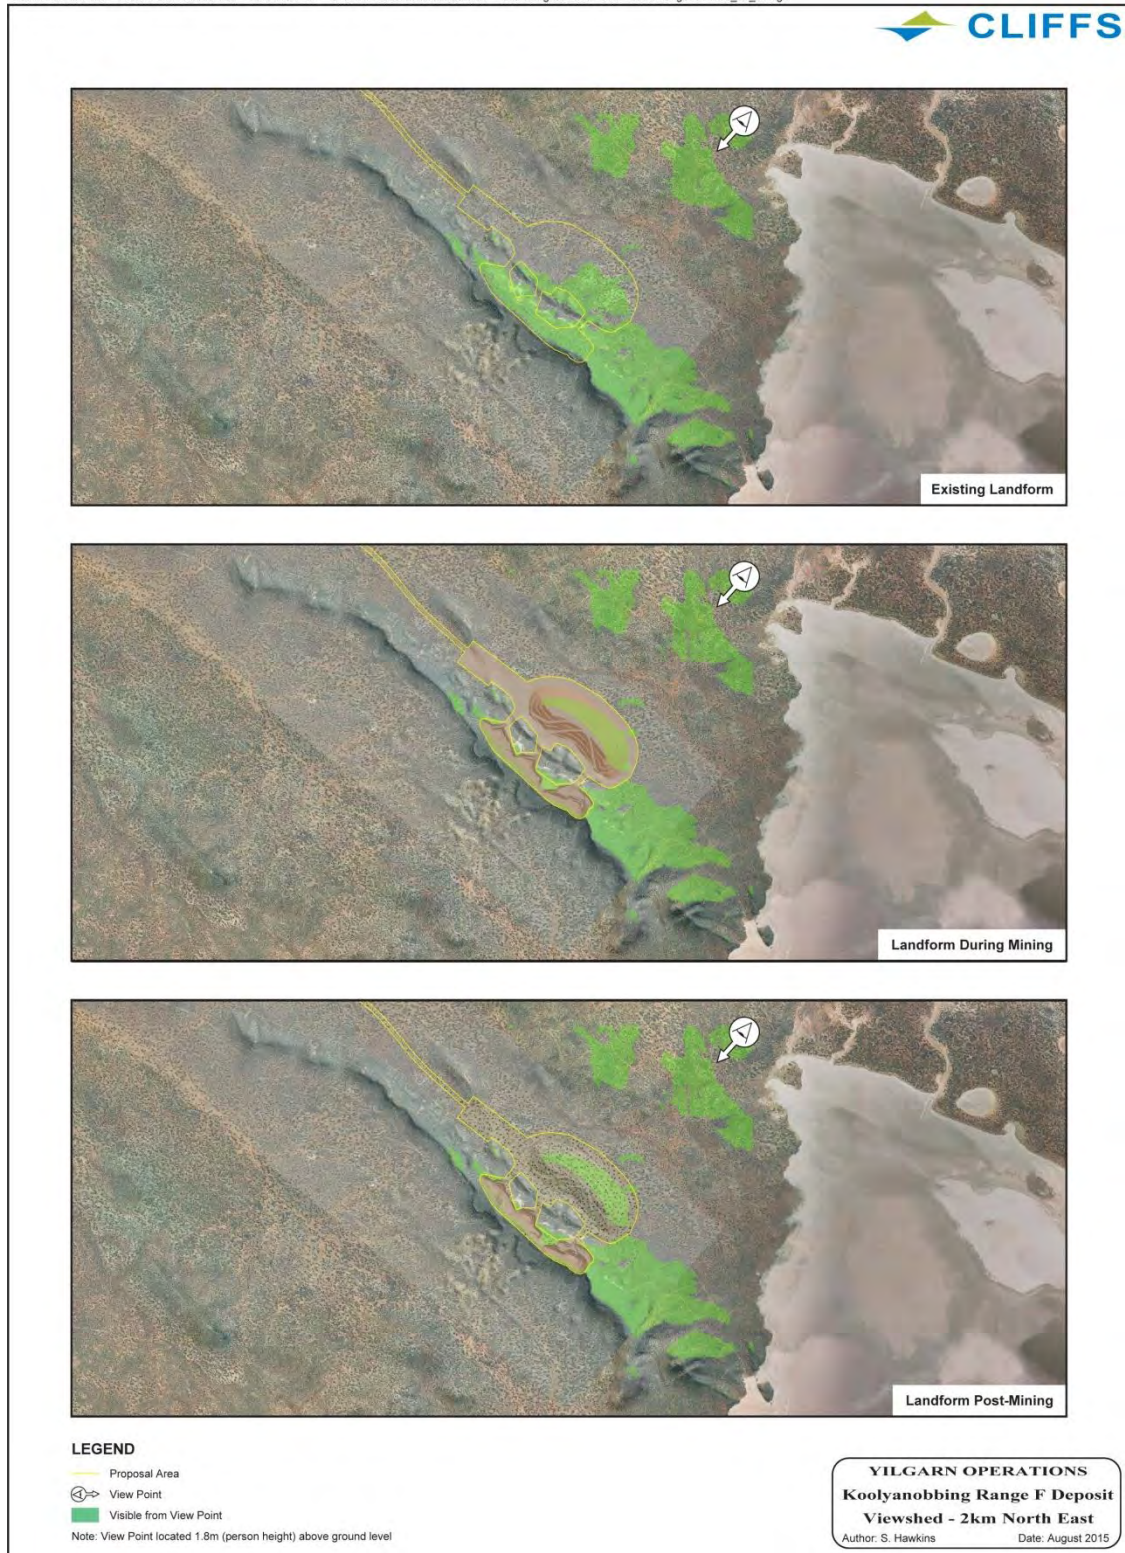 CLIFFS
Existing Landform
Landform During Mining
Landform Post-Mining
LEGEND
Proposal Area
View Point
Visible from View Point
Note: View Point located 1.8m (person height) above ground level
YILGARN OPERATIONS
Koolyanobbing Range F Deposit
Viewshed - 2km North East
Author: S. Hawkins Date: August 2015